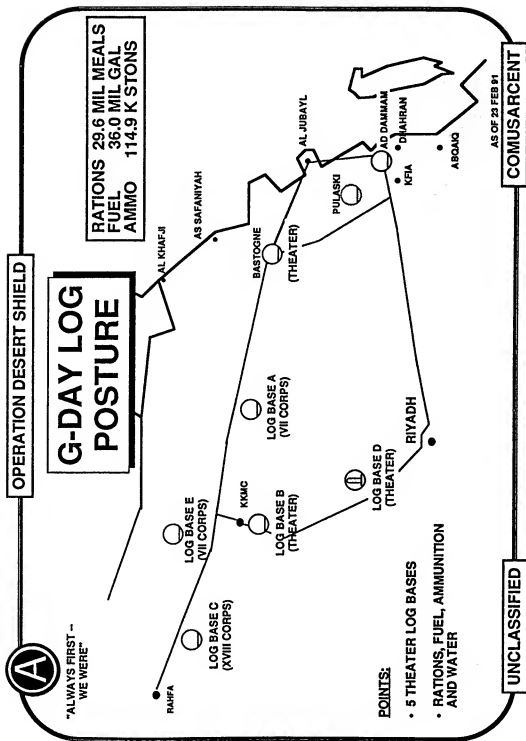 OPERATION DESERT SHIELD
A
"ALWAYS FIRST –
WE WERE"
G-DAY LOG
POSTURE
RATIONS 29.6 MIL MEALS
FUEL 36.0 MIL GAL
AMMO 114.9 K STONS
AL KHAFJI
AS SAFANIYAH
AL JUBAYL
RAHFA
LOG BASE C
(XVIII CORPS)
LOG BASE E
(VII CORPS)
KKMC
LOG BASE B
(THEATER)
LOG BASE A
(VII CORPS)
BASTOGNE
(THEATER)
PULASKI
AD DAMMAM
DHAHRAN
KFIA
ABQAIQ
LOG BASE D
(THEATER)
RIYADH
POINTS:
• 5 THEATER LOG BASES
• RATIONS, FUEL, AMMUNITION
AND WATER
AS OF 23 FEB 91
UNCLASSIFIED
COMUSARCENT